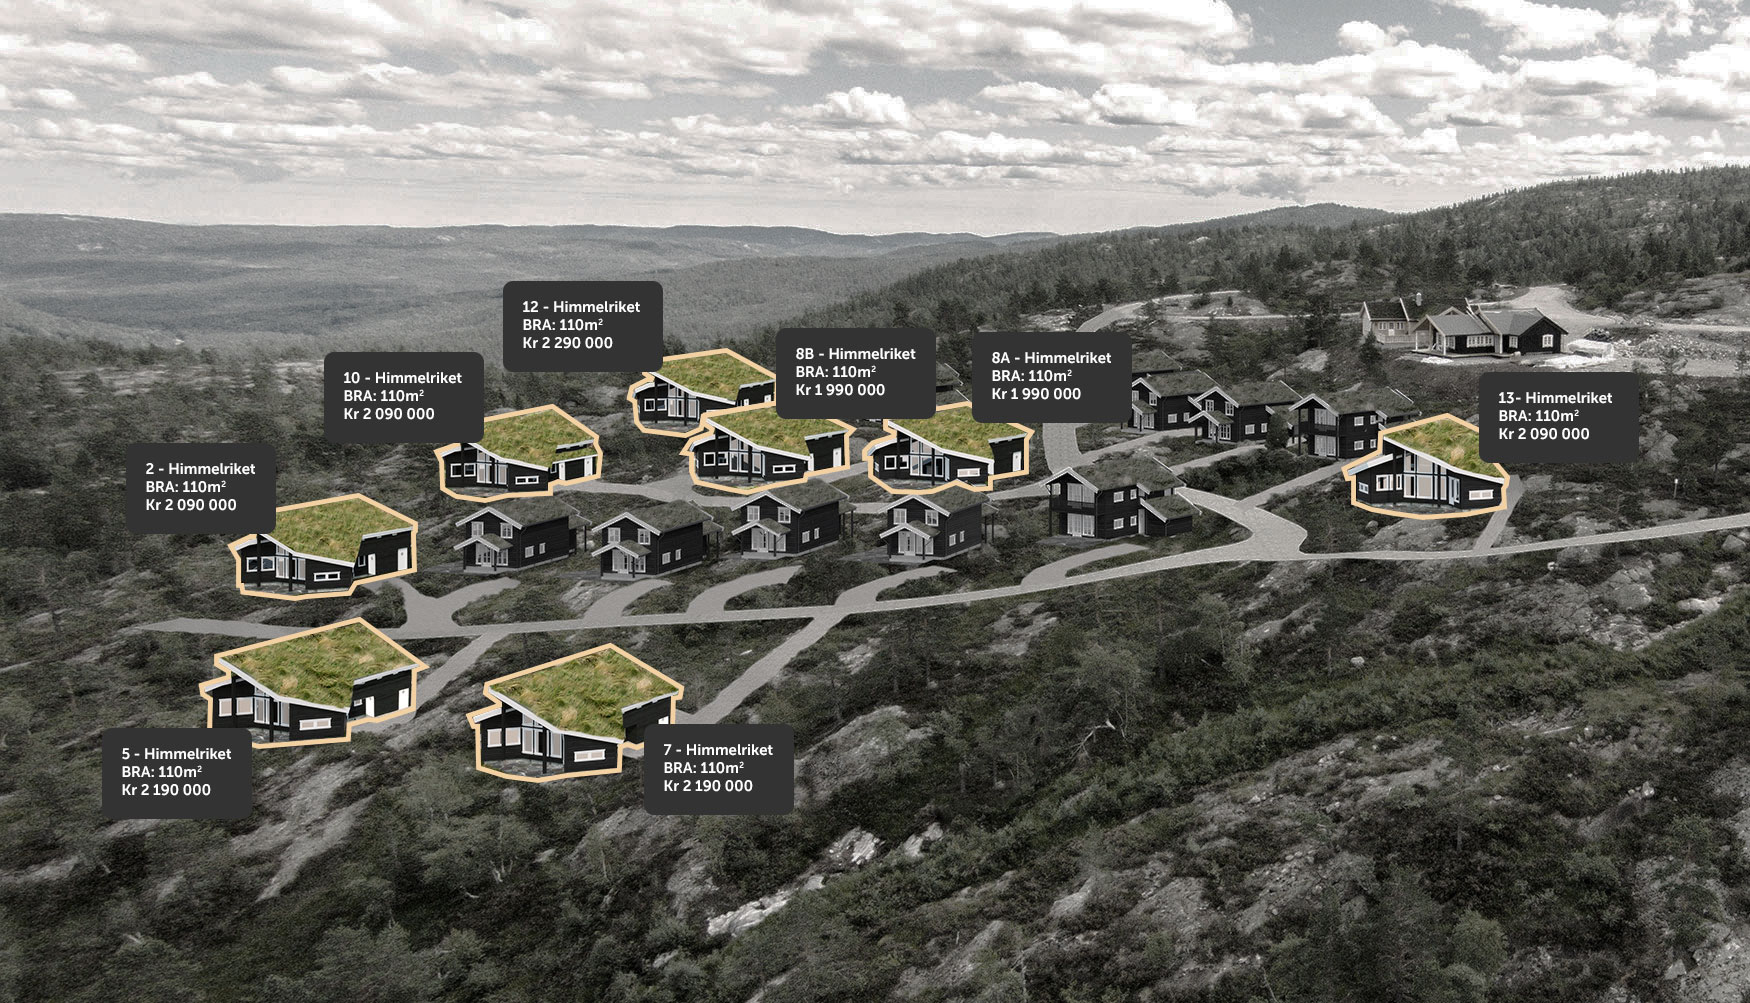 12 - Himmelriket
BRA: 110m²
Kr 2 290 000
8B - Himmelriket
BRA: 110m²
Kr 1 990 000
8A - Himmelriket
BRA: 110m²
Kr 1 990 000
10 - Himmelriket
BRA: 110m²
Kr 2 090 000
13- Himmelriket
BRA: 110m²
Kr 2 090 000
2 - Himmelriket
BRA: 110m²
Kr 2 090 000
5 - Himmelriket
BRA: 110m²
Kr 2 190 000
7 - Himmelriket
BRA: 110m²
Kr 2 190 000